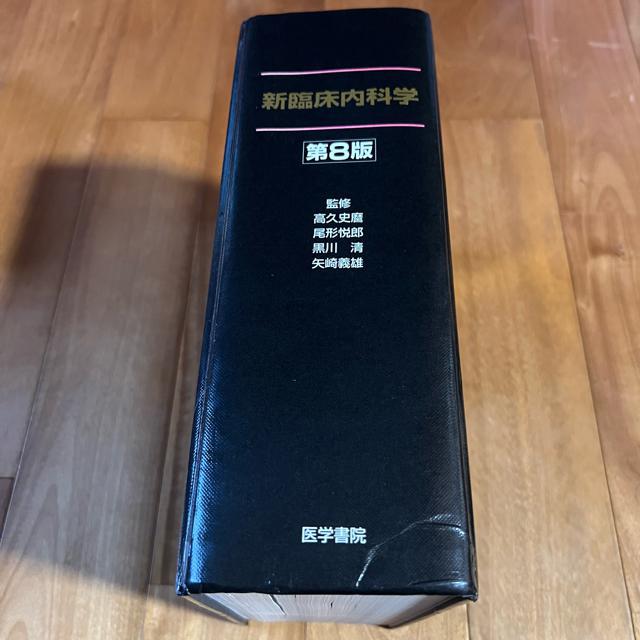 新臨床内科学
第8版
監修
高久史麿
尾形悦郎
黒川 清
矢崎義雄
医学書院